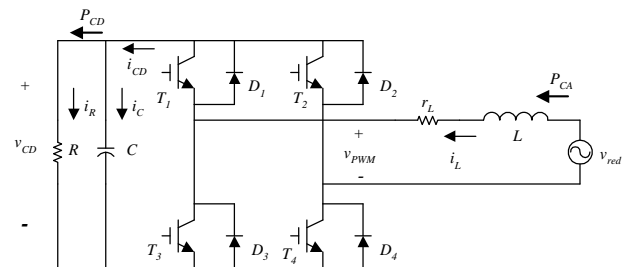 P_CD
P_CA
+
i_CD
T_1
D_1
T_2
D_2
i_R
i_C
r_L
L
v_CD
R
C
+
v_PWM
-
i_L
v_red
-
T_3
D_3
T_4
D_4